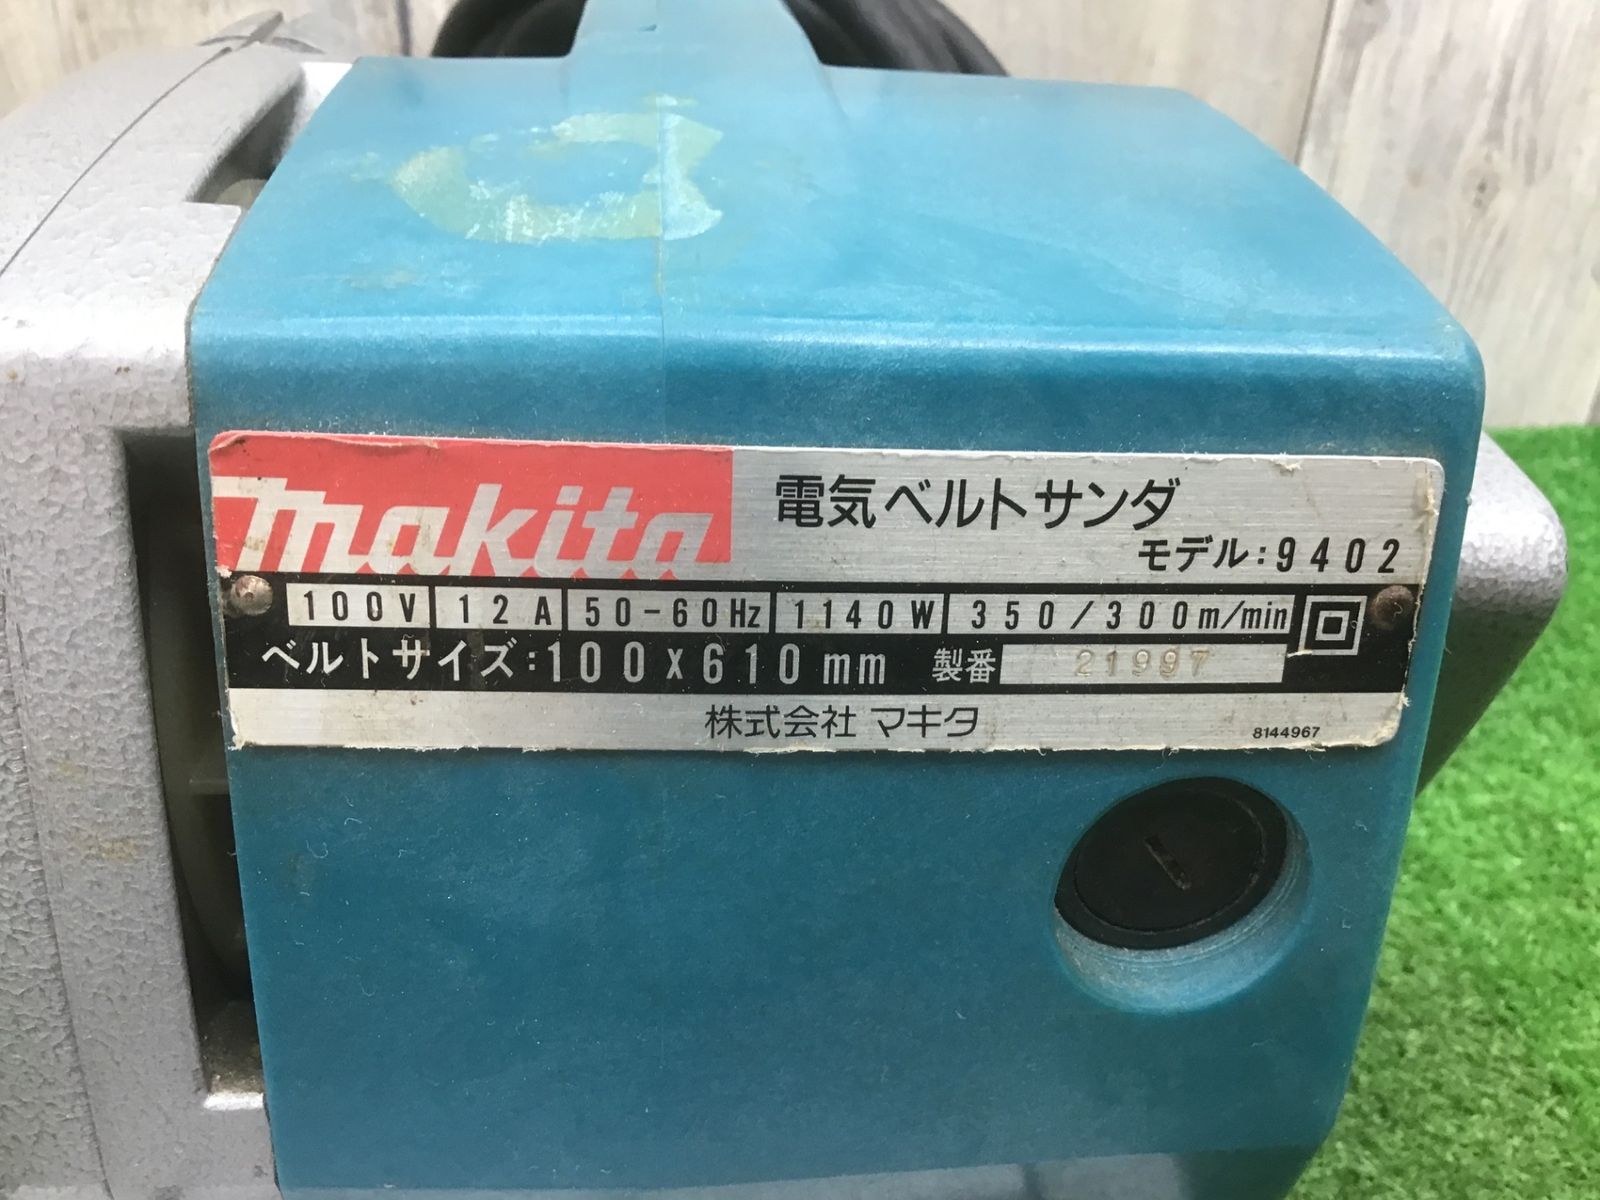 makita 電気ベルトサンダ
モデル:9402
100V 12A 50-60Hz 1140W 350/300m/min
ベルトサイズ:100x610mm 製番 21997
株式会社 マキタ 8144967